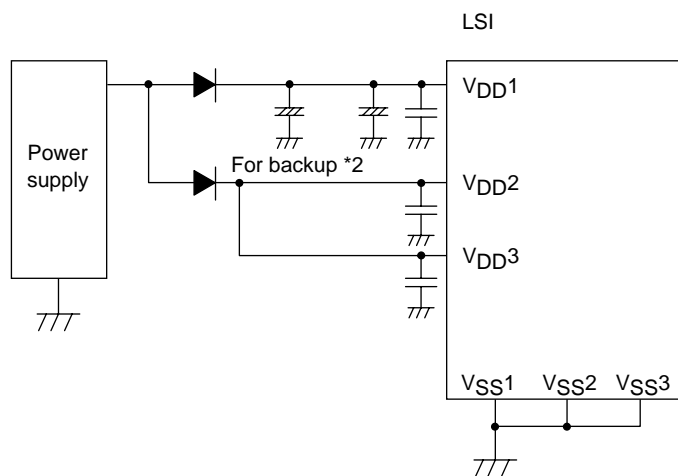 LSI
VDD1
Power
supply
For backup *2
VDD2
VDD3
VSS1 VSS2 VSS3